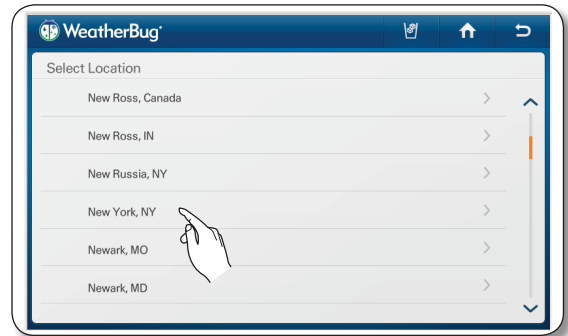 WeatherBug®
Select Location
New Ross, Canada
New Ross, IN
New Russia, NY
New York, NY
Newark, MO
Newark, MD